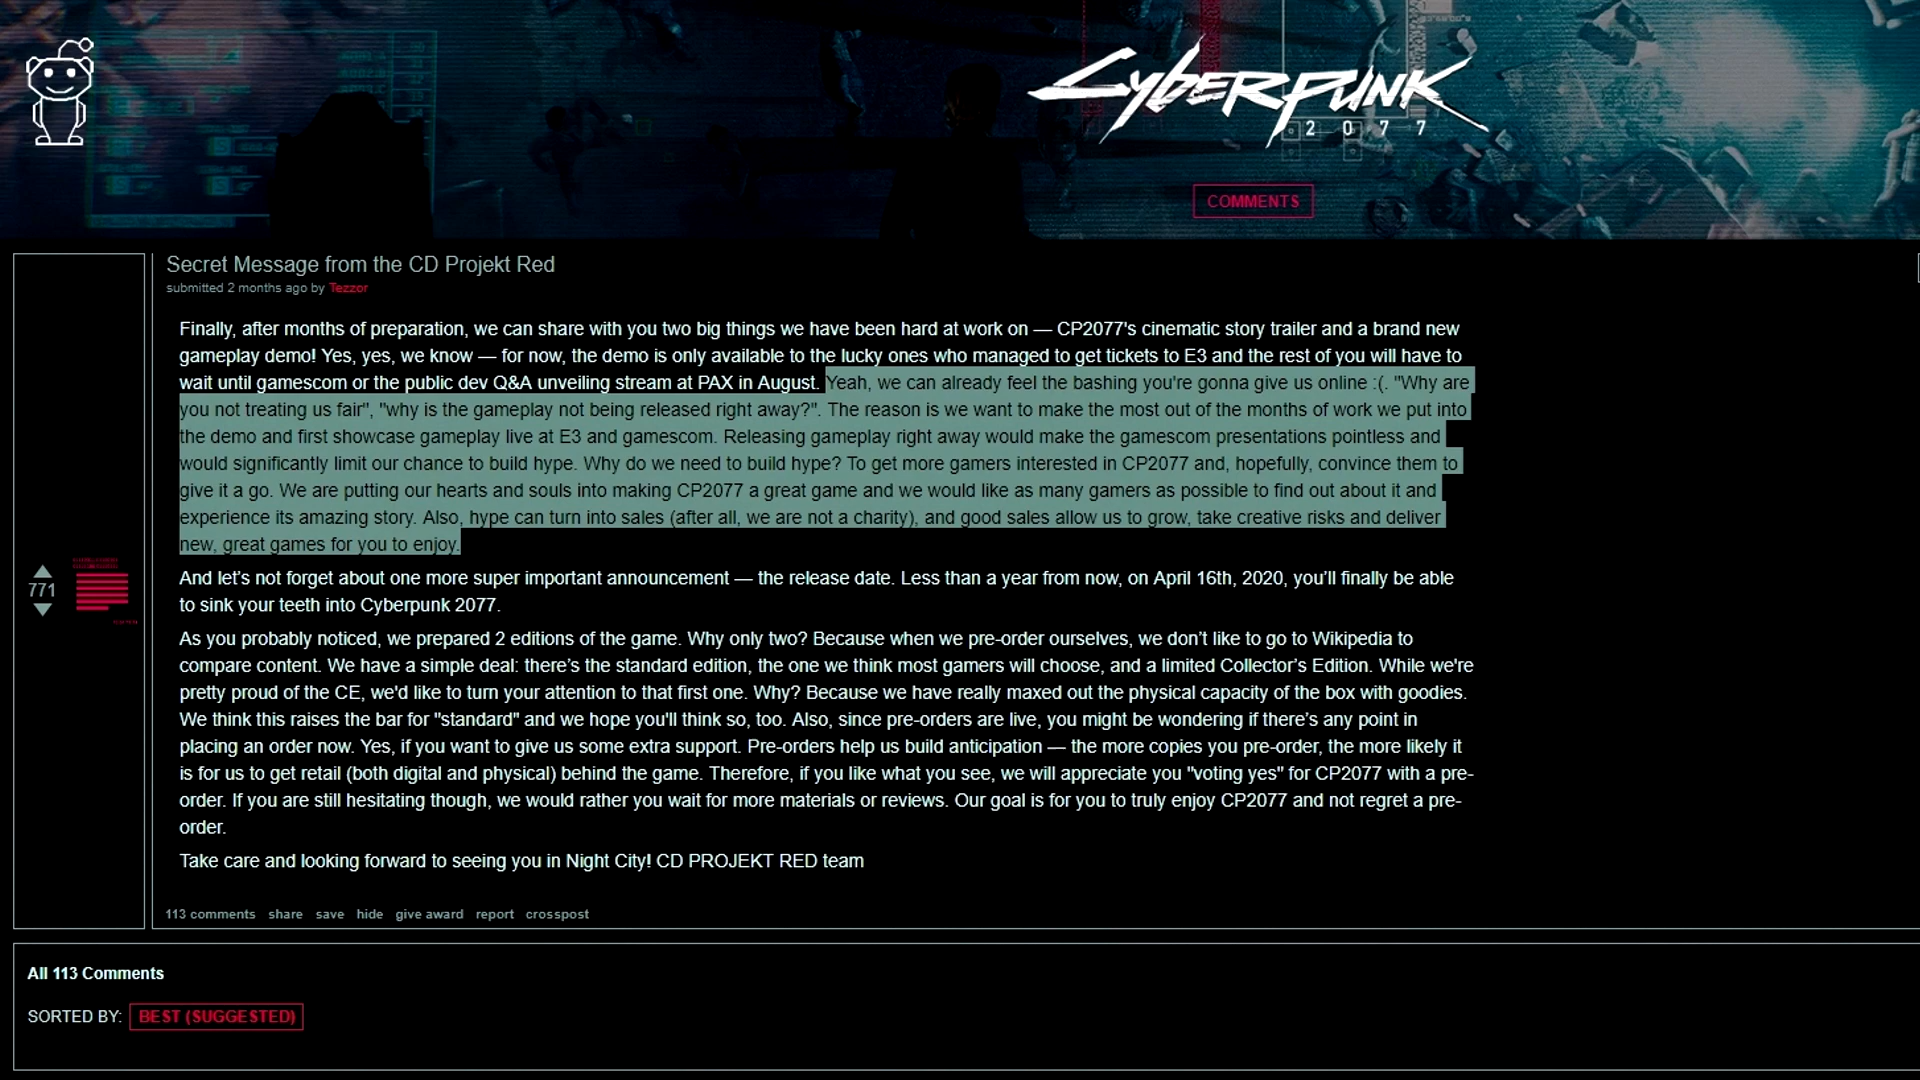 CYBERPUNK
2077
COMMENTS
Secret Message from the CD Projekt Red
submitted 2 months ago by Tezzor
Finally, after months of preparation, we can share with you two big things we have been hard at work on — CP2077's cinematic story trailer and a brand new
gameplay demo! Yes, yes, we know — for now, the demo is only available to the lucky ones who managed to get tickets to E3 and the rest of you will have to
wait until gamescom or the public dev Q&A unveiling stream at PAX in August. Yeah, we can already feel the bashing you're gonna give us online :(. "Why are
you not treating us fair", "why is the gameplay not being released right away?". The reason is we want to make the most out of the months of work we put into
the demo and first showcase gameplay live at E3 and gamescom. Releasing gameplay right away would make the gamescom presentations pointless and
would significantly limit our chance to build hype. Why do we need to build hype? To get more gamers interested in CP2077 and, hopefully, convince them to
give it a go. We are putting our hearts and souls into making CP2077 a great game and we would like as many gamers as possible to find out about it and
experience its amazing story. Also, hype can turn into sales (after all, we are not a charity), and good sales allow us to grow, take creative risks and deliver
new, great games for you to enjoy.
And let’s not forget about one more super important announcement — the release date. Less than a year from now, on April 16th, 2020, you’ll finally be able
to sink your teeth into Cyberpunk 2077.
As you probably noticed, we prepared 2 editions of the game. Why only two? Because when we pre-order ourselves, we don’t like to go to Wikipedia to
compare content. We have a simple deal: there’s the standard edition, the one we think most gamers will choose, and a limited Collector’s Edition. While we're
pretty proud of the CE, we'd like to turn your attention to that first one. Why? Because we have really maxed out the physical capacity of the box with goodies.
We think this raises the bar for "standard" and we hope you'll think so, too. Also, since pre-orders are live, you might be wondering if there’s any point in
placing an order now. Yes, if you want to give us some extra support. Pre-orders help us build anticipation — the more copies you pre-order, the more likely it
is for us to get retail (both digital and physical) behind the game. Therefore, if you like what you see, we will appreciate you "voting yes" for CP2077 with a pre-
order. If you are still hesitating though, we would rather you wait for more materials or reviews. Our goal is for you to truly enjoy CP2077 and not regret a pre-
order.
Take care and looking forward to seeing you in Night City! CD PROJEKT RED team
771
113 comments share save hide give award report crosspost
All 113 Comments
SORTED BY: BEST (SUGGESTED)